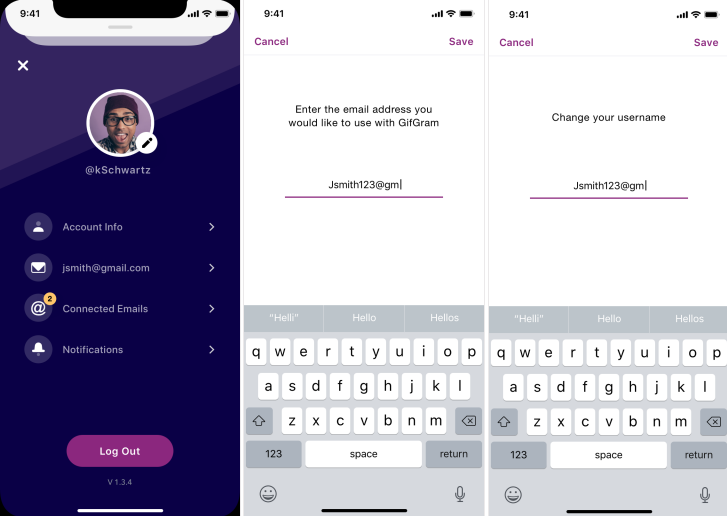 9:41
@kSchwartz
Account Info
jsmith@gmail.com
2
Connected Emails
Notifications
Log Out
V 1.3.4
9:41
Cancel
Save
Enter the email address you
would like to use with GifGram
Jsmith123@gm
"Helli"
Hello
Hellos
q w e r t y u i o p
a s d f g h j k l
z x c v b n m
123
space
return
9:41
Cancel
Save
Change your username
Jsmith123@gm
"Helli"
Hello
Hellos
q w e r t y u i o p
a s d f g h j k l
z x c v b n m
123
space
return